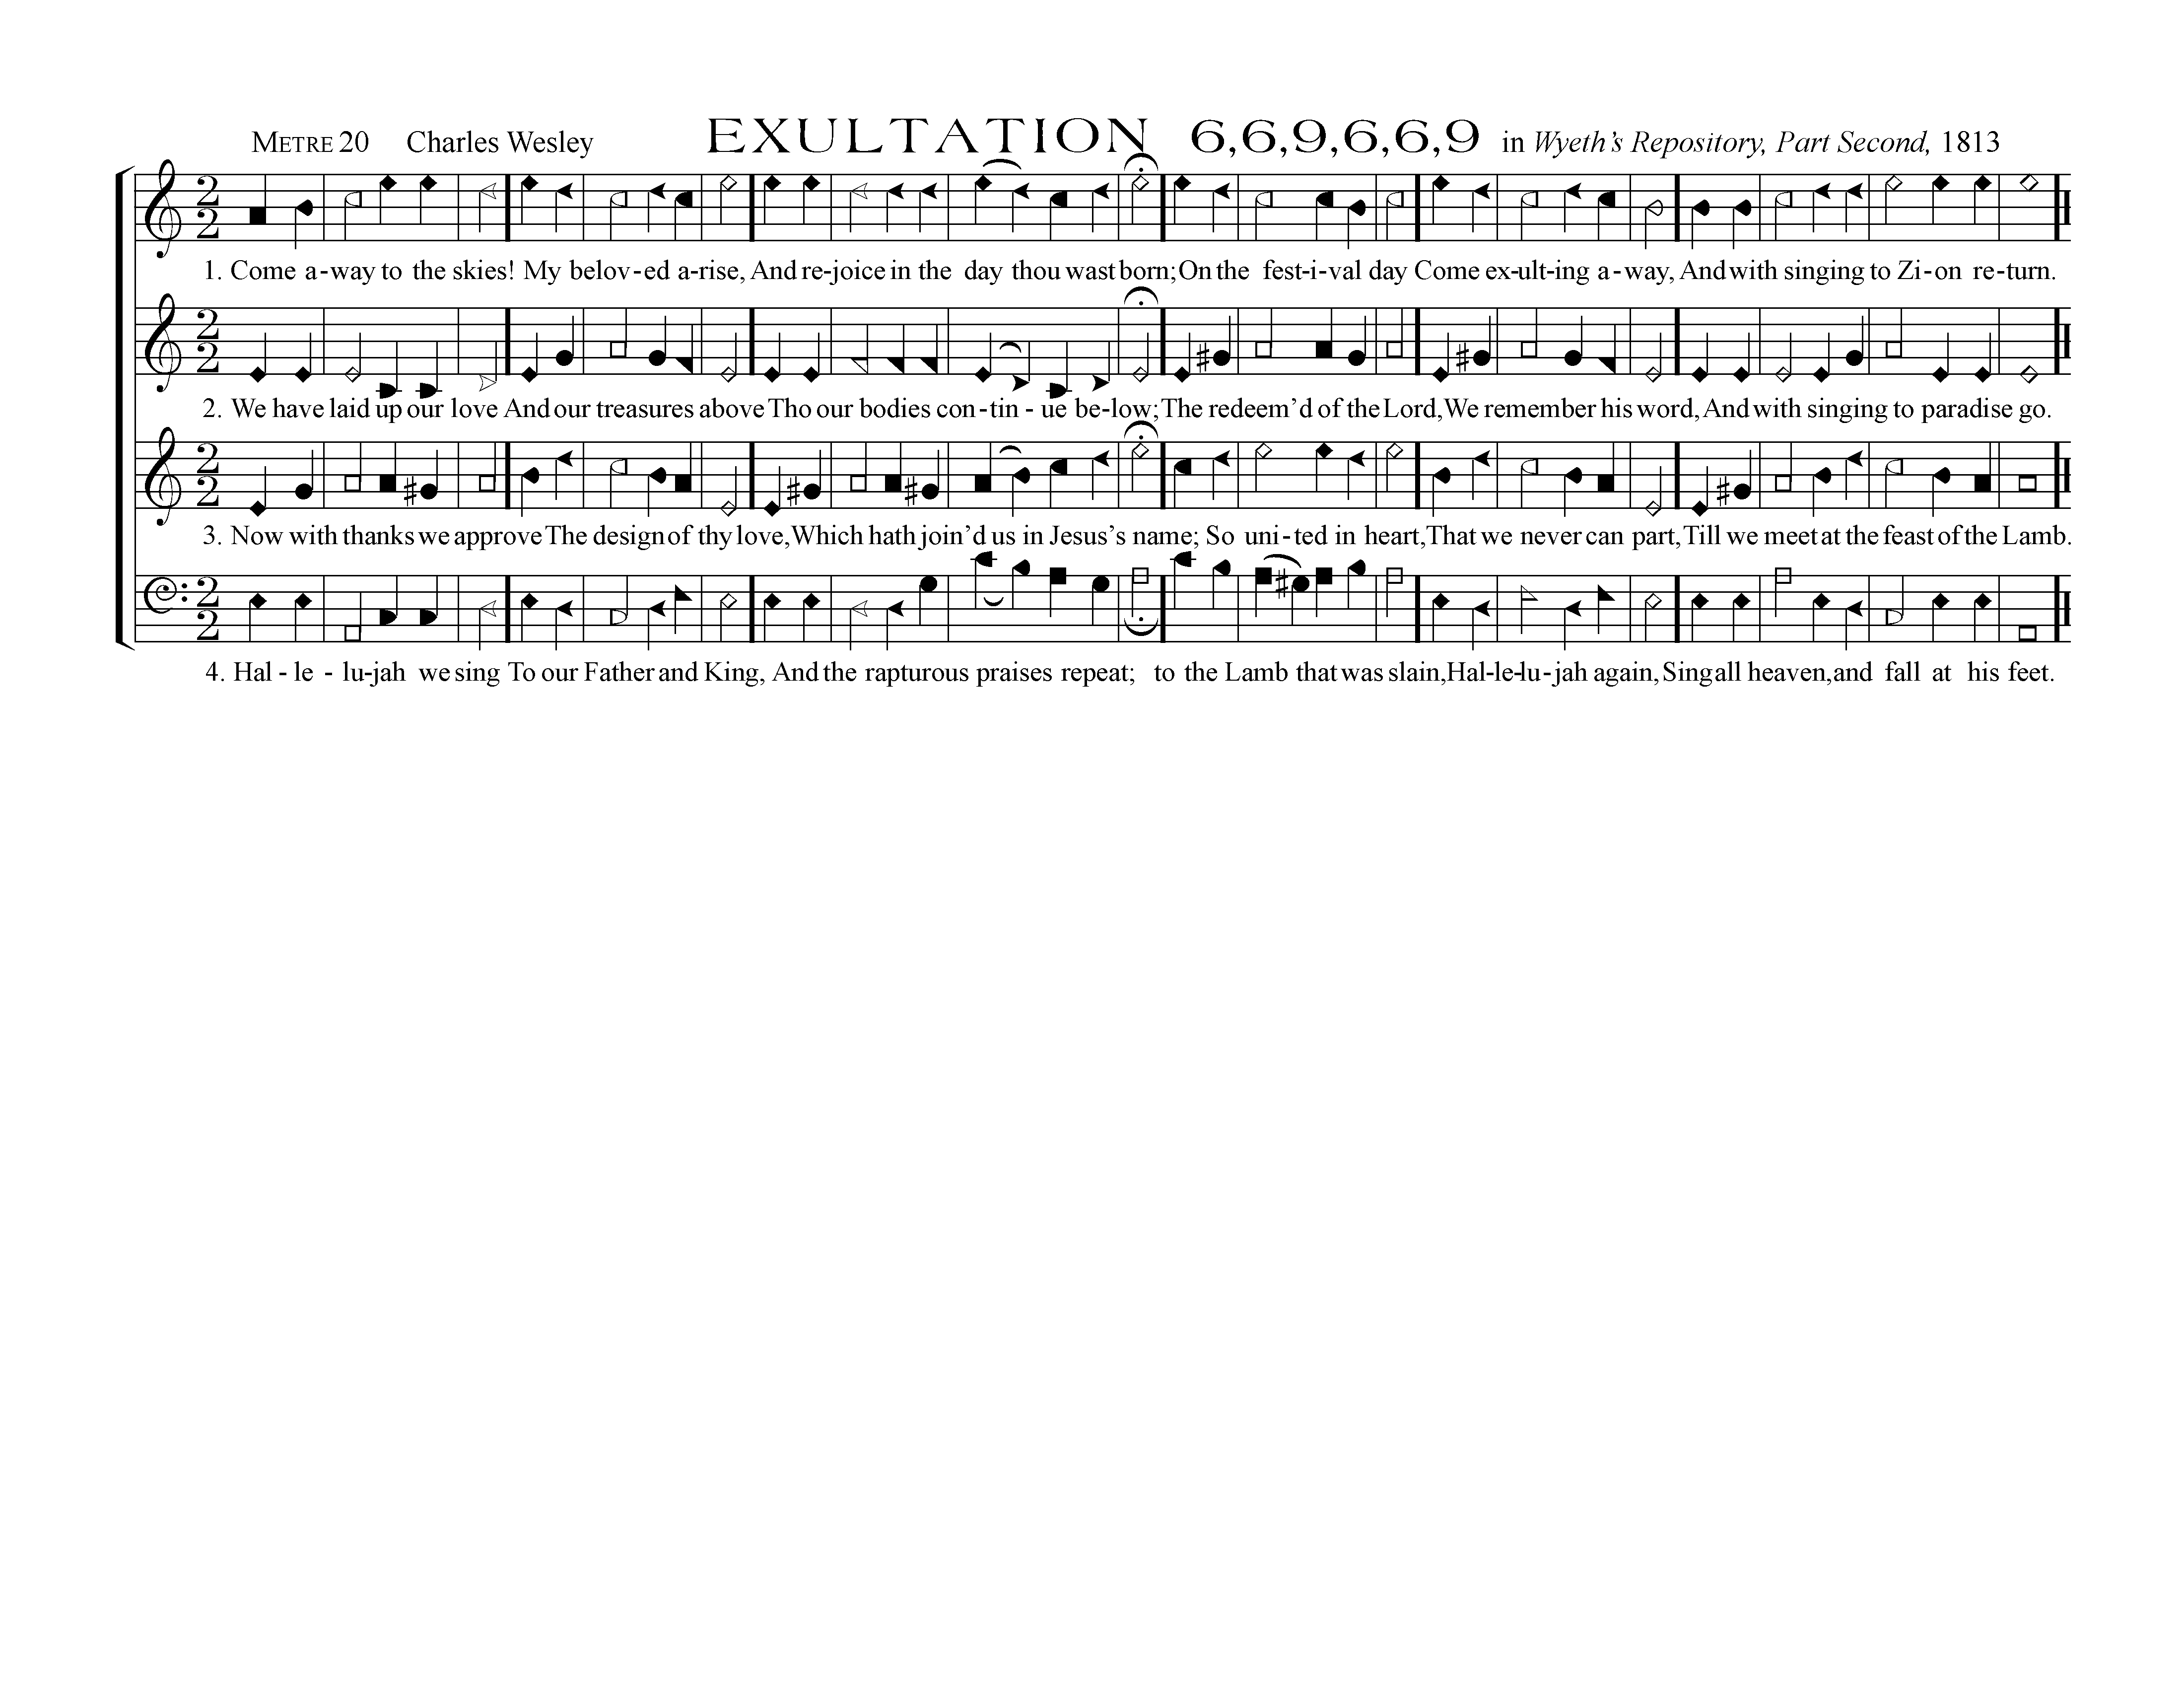 METRE 20 Charles Wesley EXULTATION 6,6,9,6,6,9 in Wyeth's Repository, Part Second, 1813
2 2
1. Come a-way to the skies! My belov-ed a-rise, And re-joice in the day thou wast born; On the fest-i-val day Come ex-ult-ing a-way, And with singing to Zi-on re-turn.
2 2
2. We have laid up our love And our treasures above Tho our bodies con-tin-ue be-low; The redeem'd of the Lord, We remember his word, And with singing to paradise go.
2 2
3. Now with thanks we approve The design of thy love, Which hath join'd us in Jesus's name; So uni-ted in heart, That we never can part, Till we meet at the feast of the Lamb.
2 2
4. Hal-le-lu-jah we sing To our Father and King, And the rapturous praises repeat; to the Lamb that was slain, Hal-le-lu-jah again, Sing all heaven, and fall at his feet.